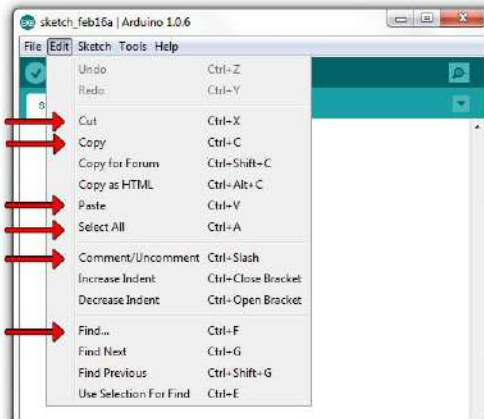 sketch_feb16a | Arduino 1.0.6
File Edit Sketch Tools Help
Undo Ctrl+Z
Redo Ctrl+Y
s
Cut Ctrl+X
Copy Ctrl+C
Copy for Forum Ctrl+Shift+C
Copy as HTML Ctrl+Alt+C
Paste Ctrl+V
Select All Ctrl+A
Comment/Uncomment Ctrl+Slash
Increase Indent Ctrl+Close Bracket
Decrease Indent Ctrl+Open Bracket
Find... Ctrl+F
Find Next Ctrl+G
Find Previous Ctrl+Shift+G
Use Selection For Find Ctrl+E